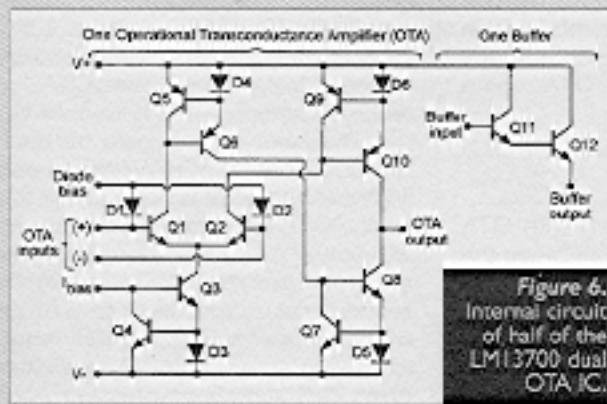 One Operational Transconductance Amplifier (OTA)
One Buffer
V+
D4
D6
Q5
Q9
Q6
Q10
Buffer
input
Q11
Q12
Buffer
output
Diode
bias
D1
D2
Q1
Q2
OTA
inputs
(+)
(-)
OTA
output
Ibias
Q3
Q8
Q4
Q7
D3
D5
V-
Figure 6.
Internal circuit
of half of the
LM13700 dual
OTA IC.